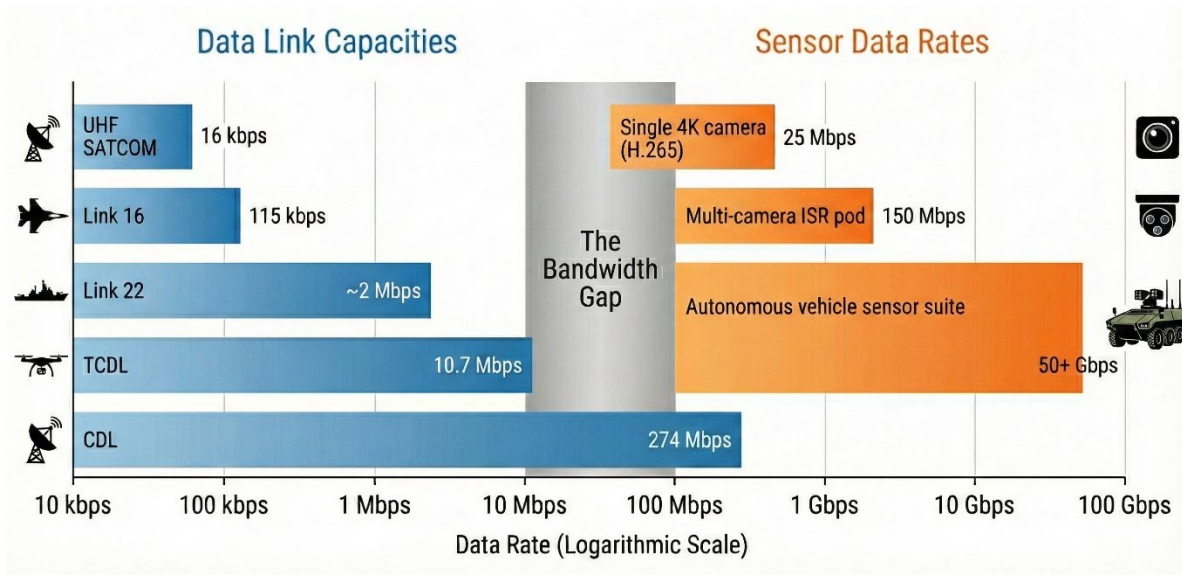 Data Link Capacities
Sensor Data Rates
UHF
SATCOM
16 kbps
Single 4K camera
(H.265)
25 Mbps
Link 16
115 kbps
Multi-camera ISR pod
150 Mbps
The
Bandwidth
Gap
Link 22
~2 Mbps
Autonomous vehicle sensor suite
TCDL
10.7 Mbps
50+ Gbps
CDL
274 Mbps
10 kbps
100 kbps
1 Mbps
10 Mbps
100 Mbps
1 Gbps
10 Gbps
100 Gbps
Data Rate (Logarithmic Scale)